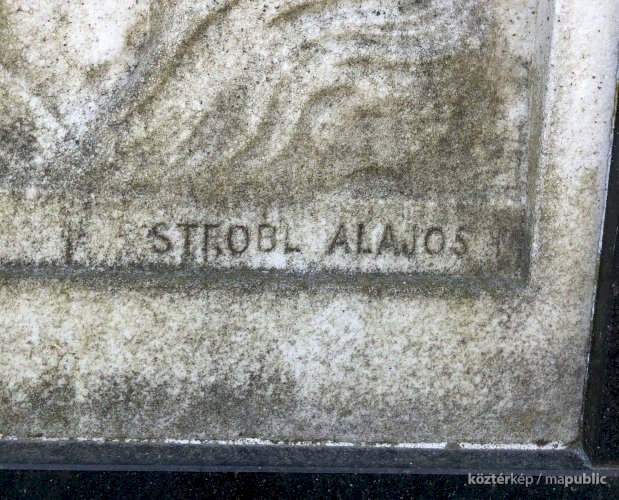 STROBL ALAJOS
köztérkép / mapublic